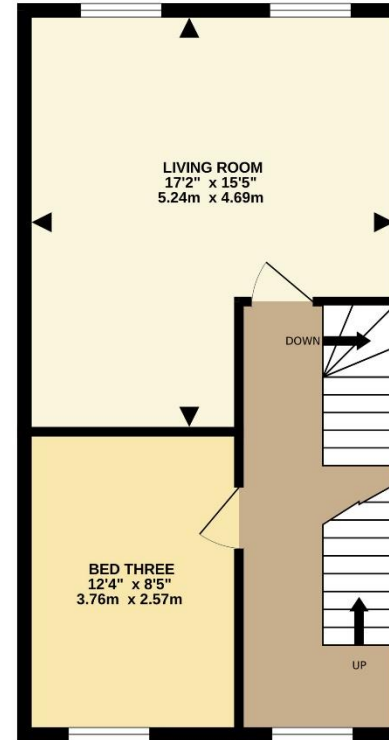 LIVING ROOM
17'2" x 15'5"
5.24m x 4.69m
DOWN
BED THREE
12'4" x 8'5"
3.76m x 2.57m
UP